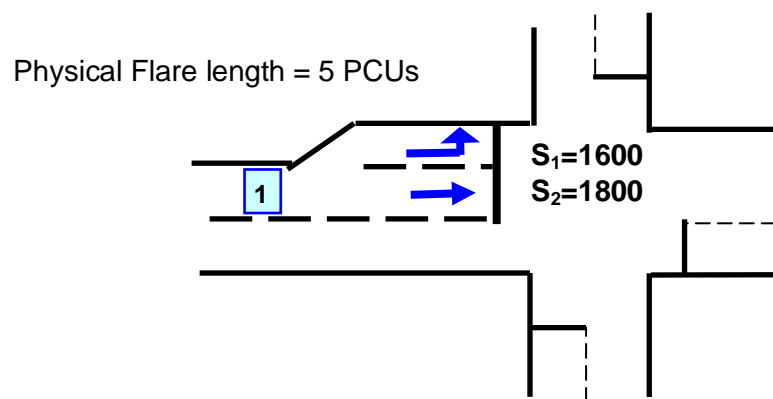 Physical Flare length = 5 PCUs
S₁=1600
1
S₂=1800